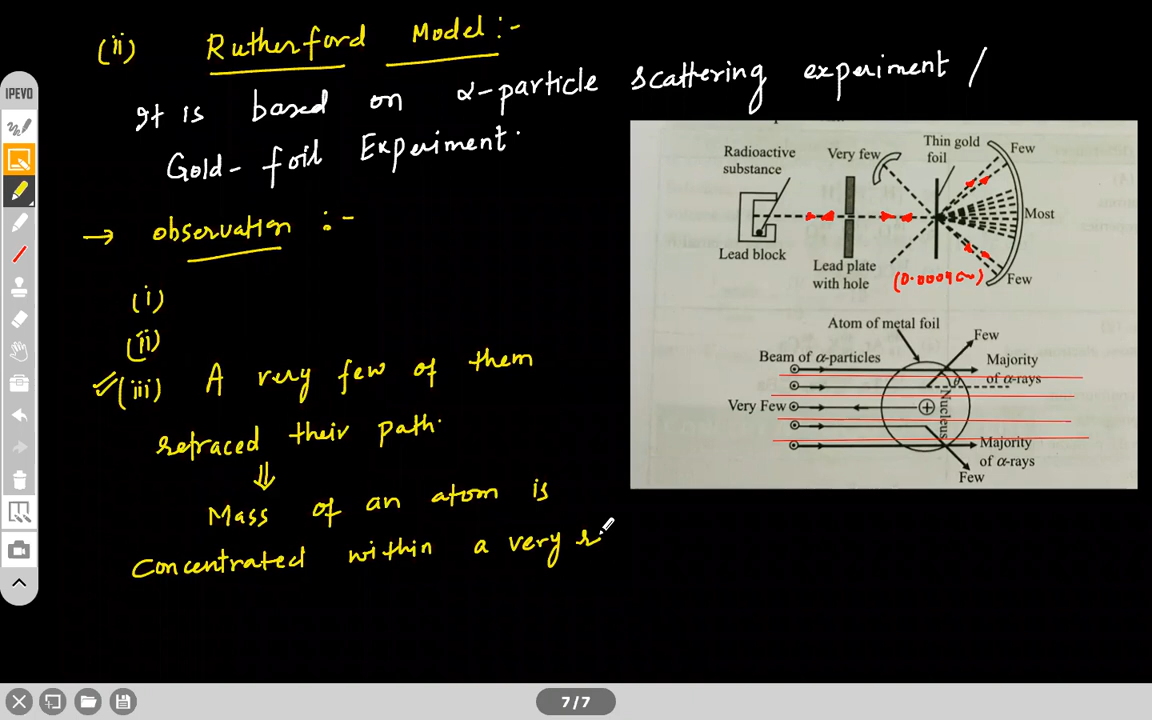 (ii) Rutherford Model :-
It is based on α-particle scattering experiment /
Gold-foil Experiment.
→ observation :-
(i)
(ii)
(iii) A very few of them
retraced their path.
⇓
Mass of an atom is
Concentrated within a very
IPEVO
Radioactive
substance
Very few
Thin gold
foil
Few
Most
Lead block
Lead plate
with hole
(0.0004cm)
Few
Atom of metal foil
Few
Beam of α-particles
Majority
of α-rays
θ
Very Few
+
Nucleus
Majority
of α-rays
Few
7/7